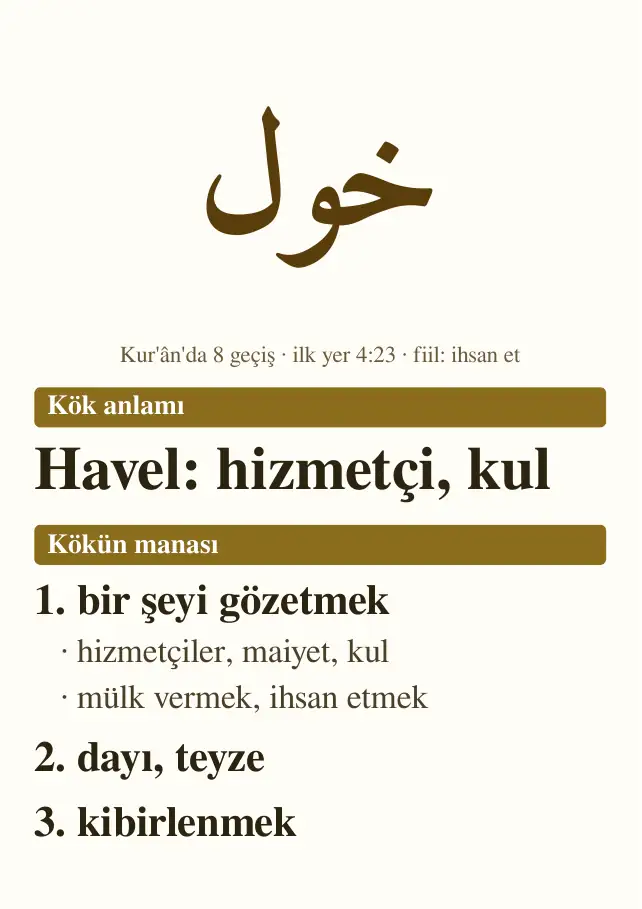 خول
Kur'ân'da 8 geçiş · ilk yer 4:23 · fiil: ihsan et
Kök anlamı
Havel: hizmetçi, kul
Kökün manası
1. bir şeyi gözetmek
· hizmetçiler, maiyet, kul
· mülk vermek, ihsan etmek
2. dayı, teyze
3. kibirlenmek